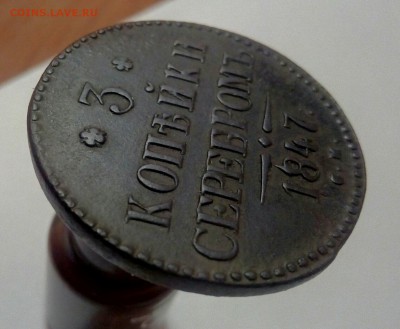 COINS.LAVE.RU
* 3 *
КОПѢЙКИ
СЕРЕБРОМЪ
1847.
С.М.